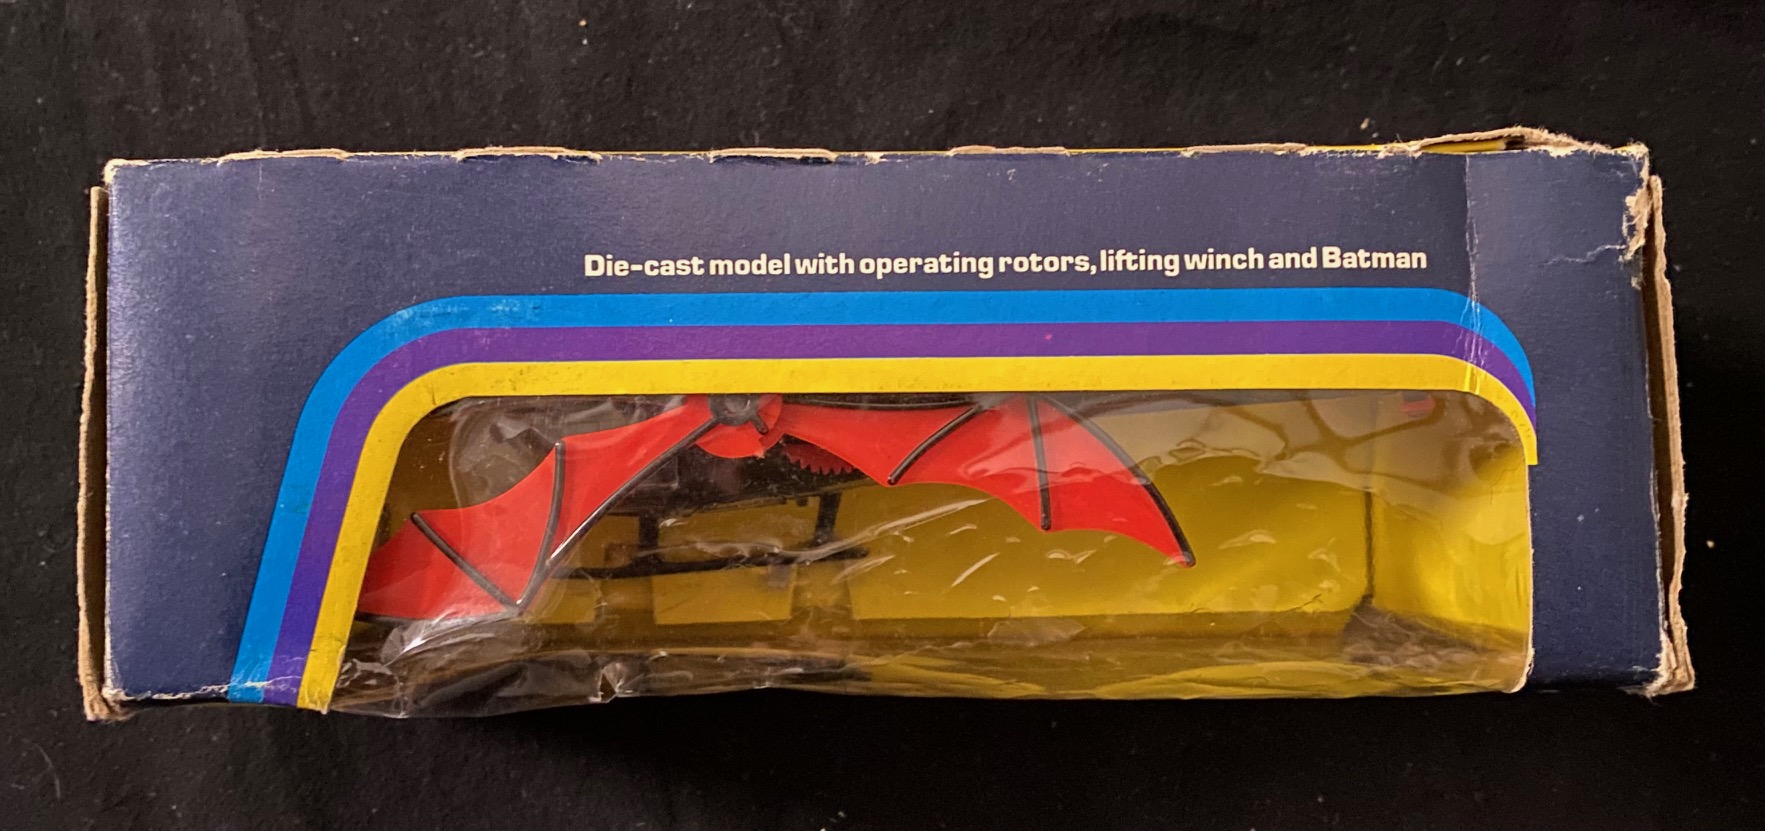 Die-cast model with operating rotors, lifting winch and Batman